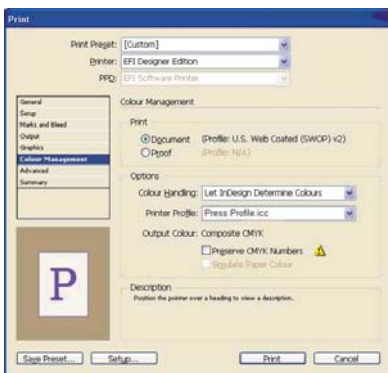 Print
Print Preset: [Custom]
Printer: EFI Designer Edition
PPD: EFI Software Printer
General
Setup
Marks and Bleed
Output
Graphics
Colour Management
Advanced
Summary
Colour Management
Print
Document (Profile: U.S. Web Coated (SWOP) v2)
Proof (Profile: N/A)
Options
Colour Handling: Let InDesign Determine Colours
Printer Profile: Press Profile.icc
Output Colour: Composite CMYK
Preserve CMYK Numbers
Simulate Paper Colour
P
Description
Position the pointer over a heading to view a description.
Save Preset... Setup... Print Cancel